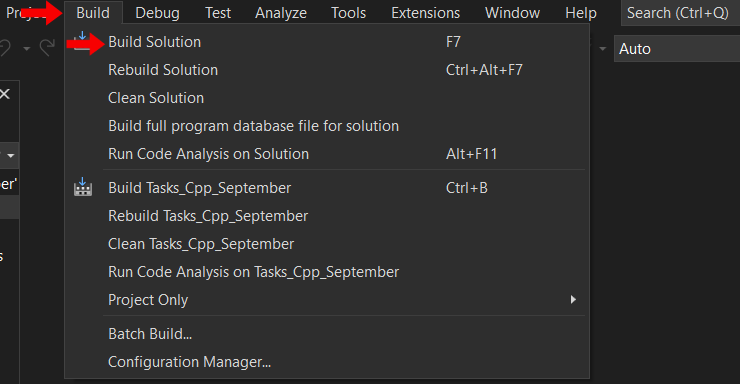 Proje Build Debug Test Analyze Tools Extensions Window Help Search (Ctrl+Q)
Build Solution F7
Auto
Rebuild Solution Ctrl+Alt+F7
Clean Solution
Build full program database file for solution
Run Code Analysis on Solution Alt+F11
ber' Build Tasks_Cpp_September Ctrl+B
Rebuild Tasks_Cpp_September
Clean Tasks_Cpp_September
s
Run Code Analysis on Tasks_Cpp_September
Project Only
Batch Build...
Configuration Manager...